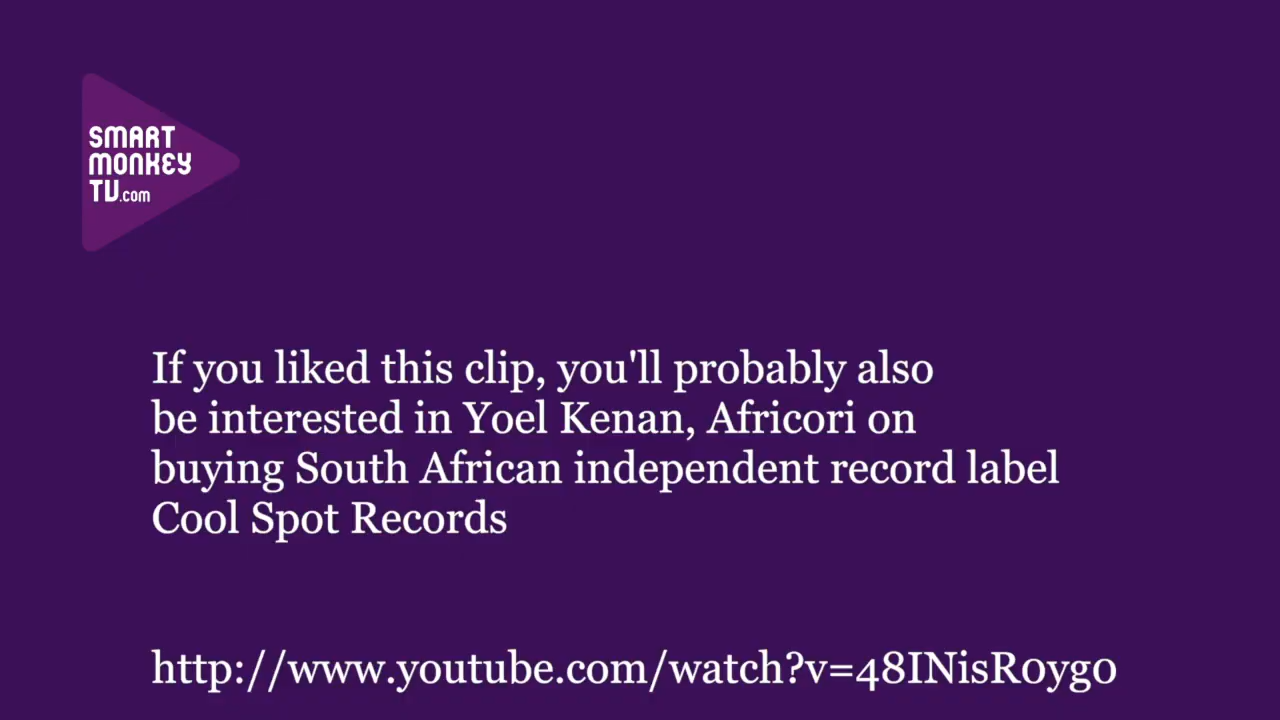 SMART
MONKEY
TV.com
If you liked this clip, you'll probably also
be interested in Yoel Kenan, Africori on
buying South African independent record label
Cool Spot Records
http://www.youtube.com/watch?v=48INisR0yg0